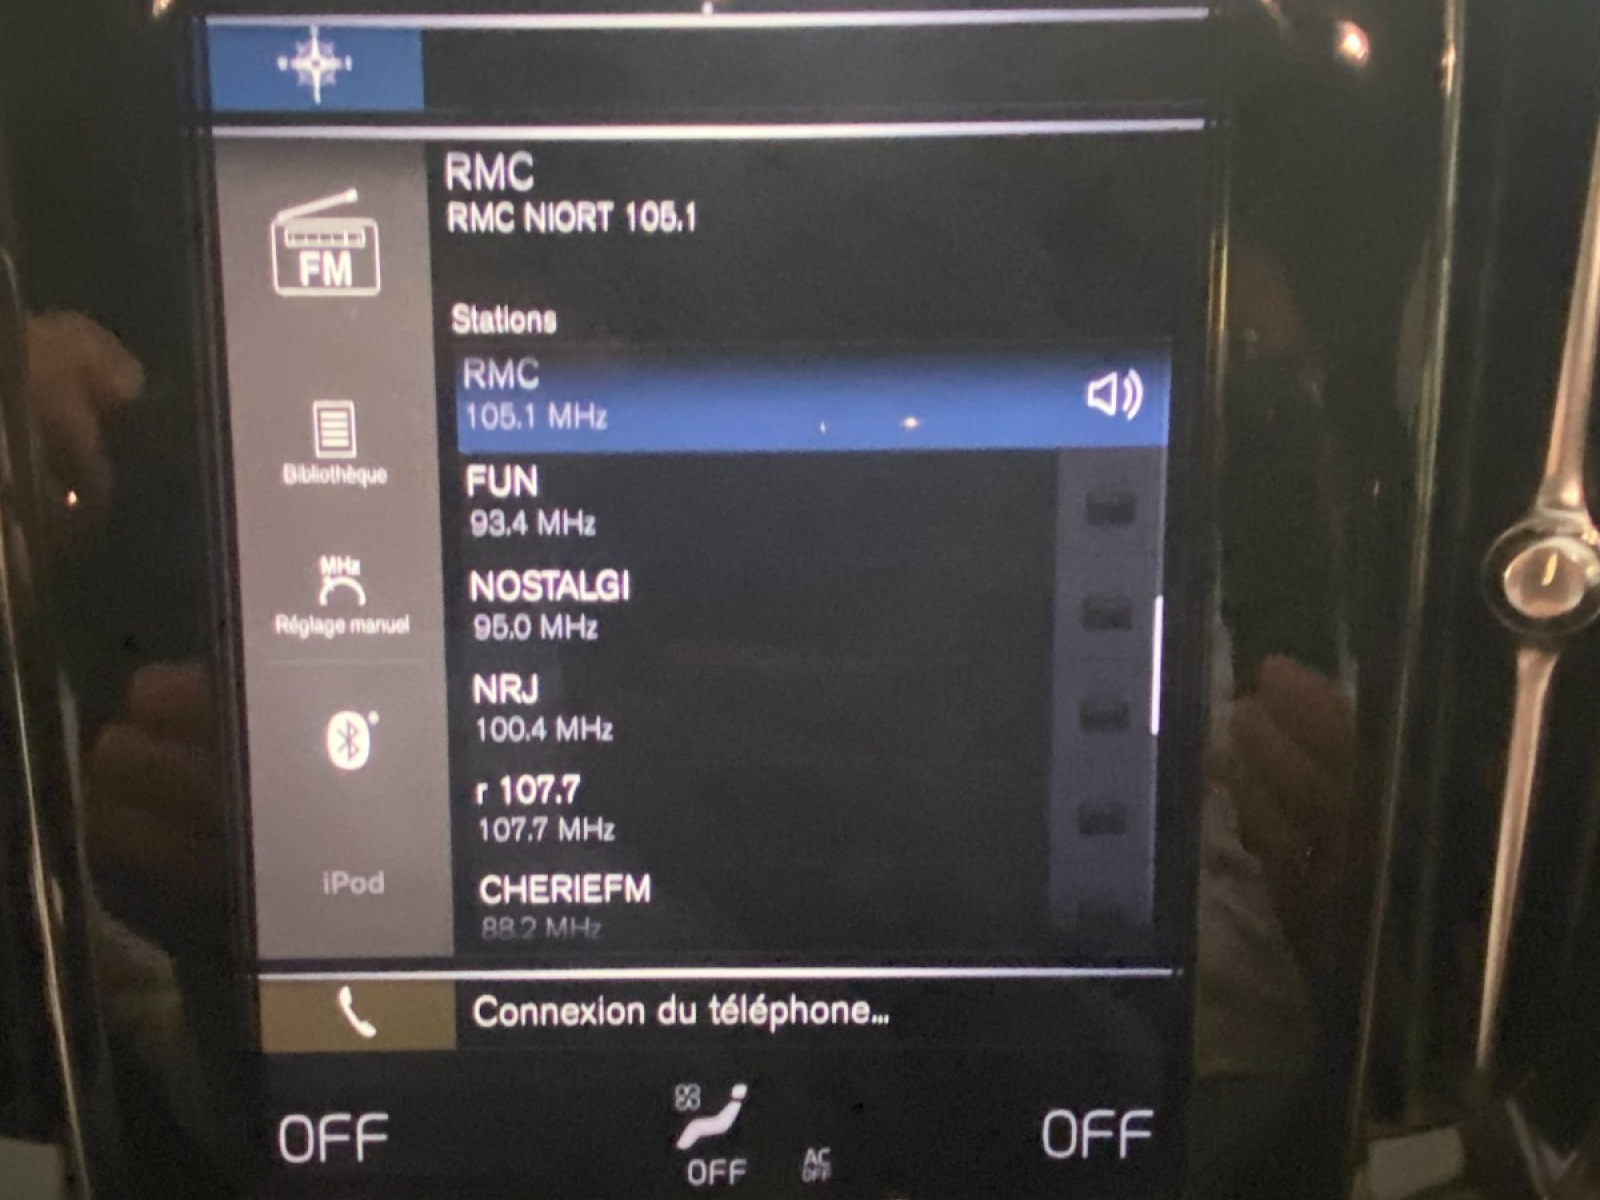 RMC
RMC NIORT 105.1
FM
Stations
RMC
105.1 MHz
FUN
93.4 MHz
Bibliothèque
NOSTALGI
95.0 MHz
MHz
Réglage manuel
NRJ
100.4 MHz
r 107.7
107.7 MHz
iPod
CHERIEFM
88.2 MHz
Connexion du téléphone...
OFF
OFF
AC
OFF
OFF